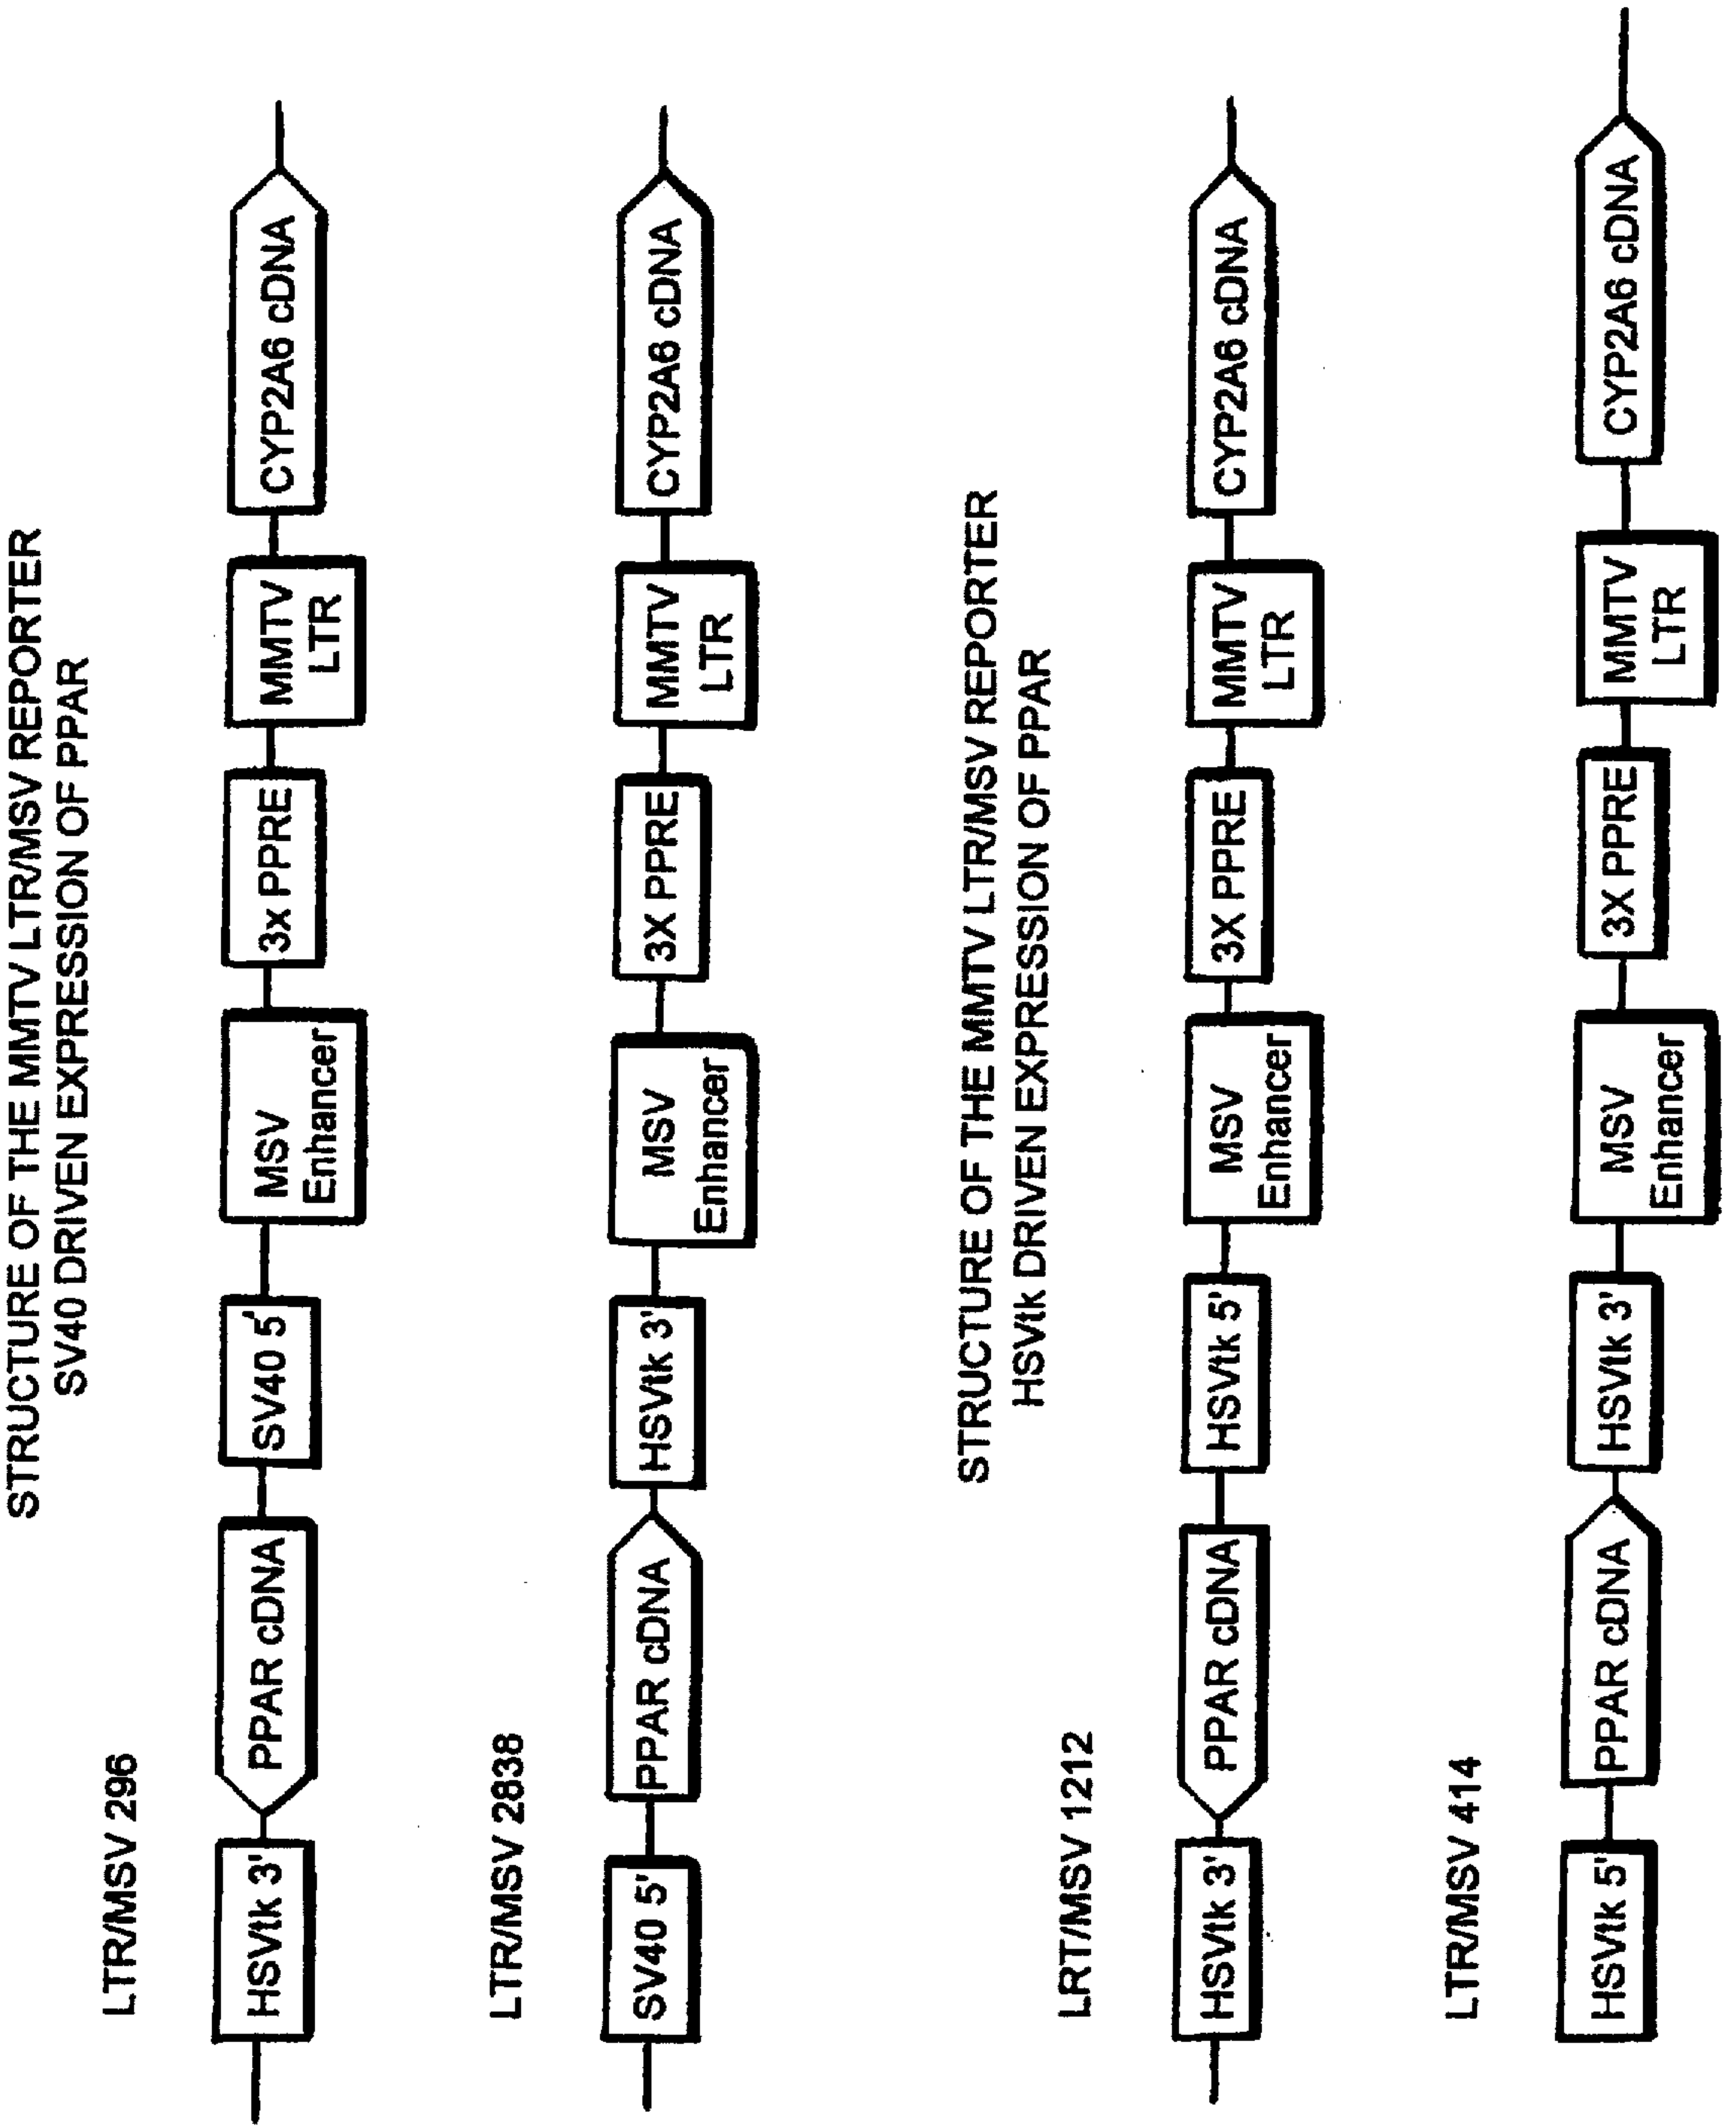 STRUCTURE OF THE MMTV LTR/MSV REPORTER
SV40 DRIVEN EXPRESSION OF PPAR
LTR/MSV 296
HSVtk 3'
PPAR cDNA
SV40 5'
MSV
Enhancer
3x PPRE
MMTV
LTR
CYP2A6 cDNA
LTR/MSV 2838
SV40 5'
PPAR cDNA
HSVtk 3'
MSV
Enhancer
3X PPRE
MMTV
LTR
CYP2A6 cDNA
STRUCTURE OF THE MMTV LTR/MSV REPORTER
HSVtk DRIVEN EXPRESSION OF PPAR
LRT/MSV 1212
HSVtk 3'
PPAR cDNA
HSVtk 5'
MSV
Enhancer
3X PPRE
MMTV
LTR
CYP2A6 cDNA
LTR/MSV 414
HSVtk 5'
PPAR cDNA
HSVtk 3'
MSV
Enhancer
3X PPRE
MMTV
LTR
CYP2A6 cDNA